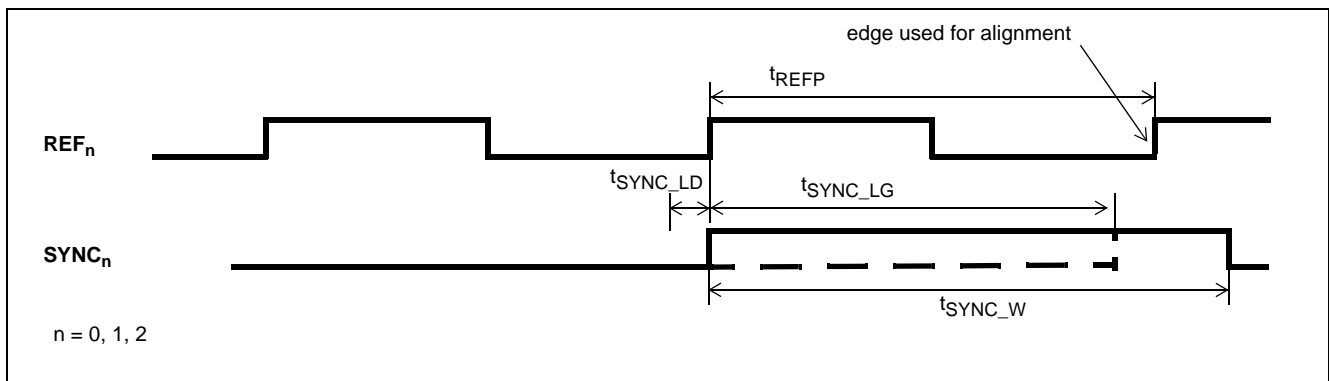 edge used for alignment
tREFP
REFn
tSYNC_LD
tSYNC_LG
SYNCn
tSYNC_W
n = 0, 1, 2